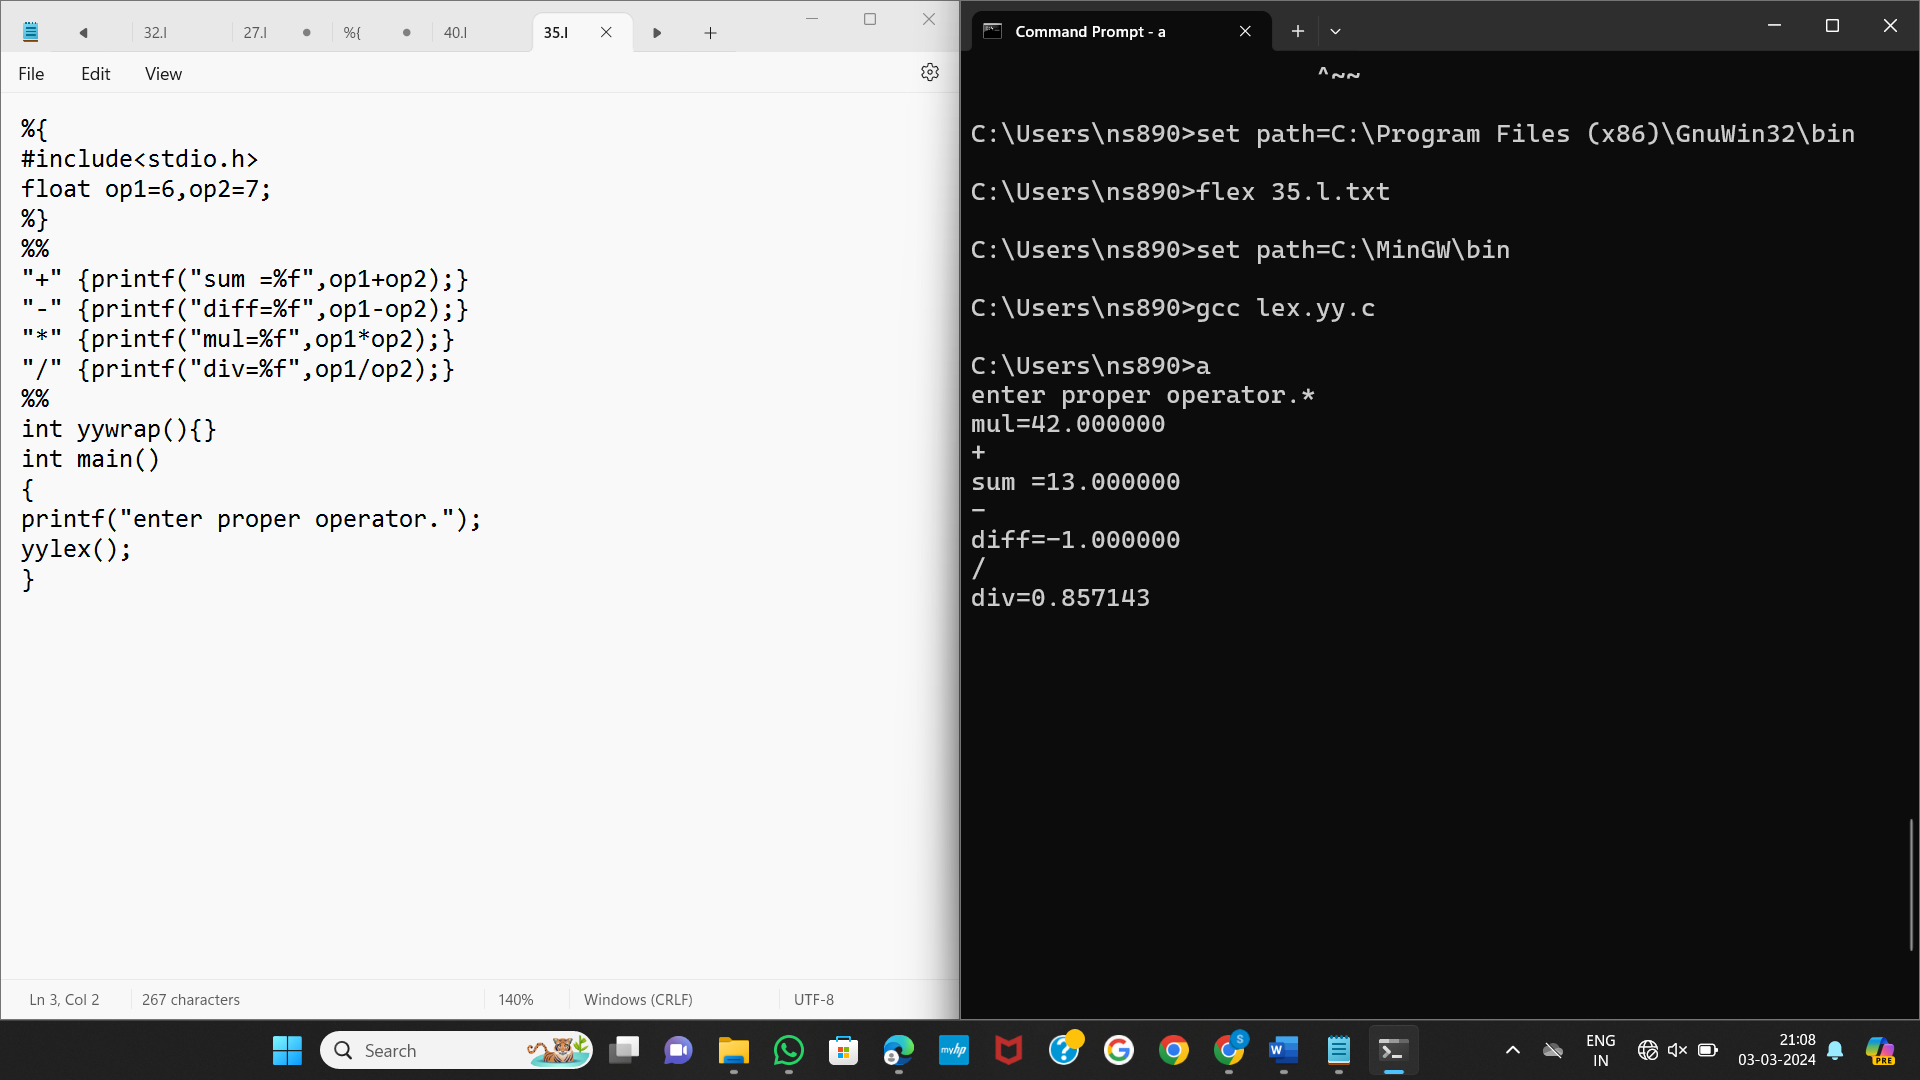 32.l
27.l
%{
40.l
35.l
File
Edit
View
%{
#include<stdio.h>
float op1=6,op2=7;
%}
%%
"+" {printf("sum =%f",op1+op2);}
"-" {printf("diff=%f",op1-op2);}
"*" {printf("mul=%f",op1*op2);}
"/" {printf("div=%f",op1/op2);}
%%
int yywrap(){}
int main()
{
printf("enter proper operator.");
yylex();
}
Ln 3, Col 2
267 characters
140%
Windows (CRLF)
UTF-8
Command Prompt - a
^~~
C:\Users\ns890>set path=C:\Program Files (x86)\GnuWin32\bin
C:\Users\ns890>flex 35.l.txt
C:\Users\ns890>set path=C:\MinGW\bin
C:\Users\ns890>gcc lex.yy.c
C:\Users\ns890>a
enter proper operator.*
mul=42.000000
+
sum =13.000000
-
diff=-1.000000
/
div=0.857143
Search
myhp
S
W
ENG
IN
21:08
03-03-2024
PRE